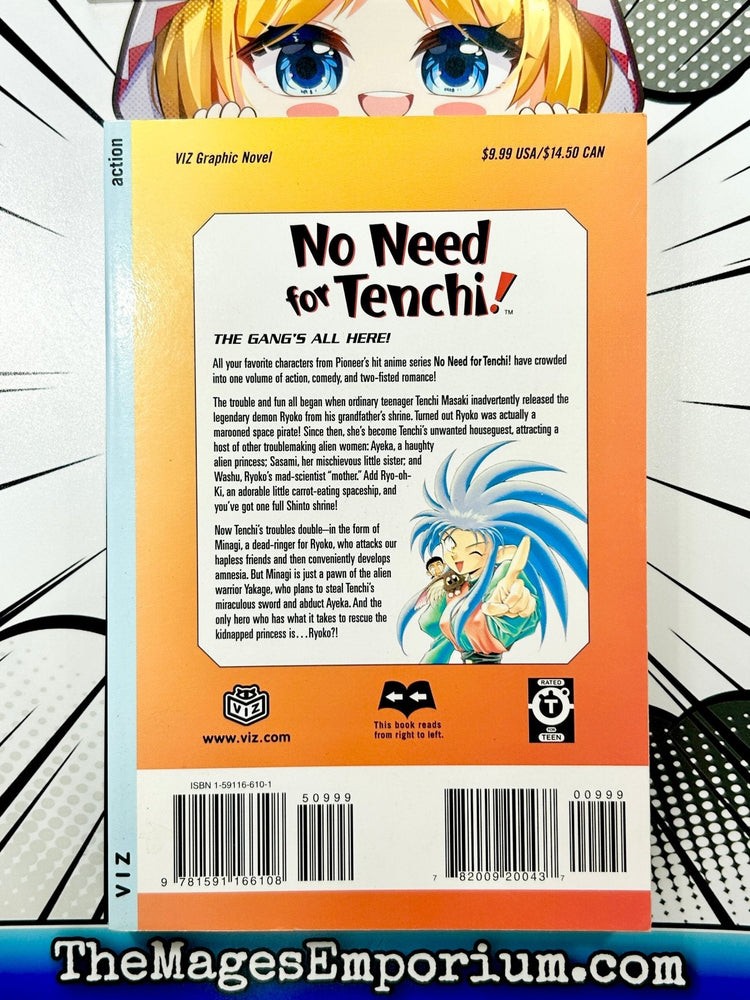 action
VIZ Graphic Novel
$9.99 USA/$14.50 CAN
No Need
for Tenchi!™
THE GANG'S ALL HERE!
All your favorite characters from Pioneer's hit anime series No Need for Tenchi! have crowded
into one volume of action, comedy, and two-fisted romance!
The trouble and fun all began when ordinary teenager Tenchi Masaki inadvertently released the
legendary demon Ryoko from his grandfather's shrine. Turned out Ryoko was actually a
marooned space pirate! Since then, she's become Tenchi's unwanted houseguest, attracting a
host of other troublemaking alien women: Ayeka, a haughty
alien princess; Sasami, her mischievous little sister; and
Washu, Ryoko's mad-scientist "mother." Add Ryo-oh-
Ki, an adorable little carrot-eating spaceship, and
you've got one full Shinto shrine!
Now Tenchi's troubles double—in the form of
Minagi, a dead-ringer for Ryoko, who attacks our
hapless friends and then conveniently develops
amnesia. But Minagi is just a pawn of the alien
warrior Yakage, who plans to steal Tenchi's
miraculous sword and abduct Ayeka. And the
only hero who has what it takes to rescue the
kidnapped princess is...Ryoko?!
VIZ
www.viz.com
This book reads
from right to left.
RATED
T
FOR
TEEN
ISBN 1-59116-610-1
50999
9 781591 166108
00999
7 82009 20043 7
VIZ
TheMagesEmporium.com